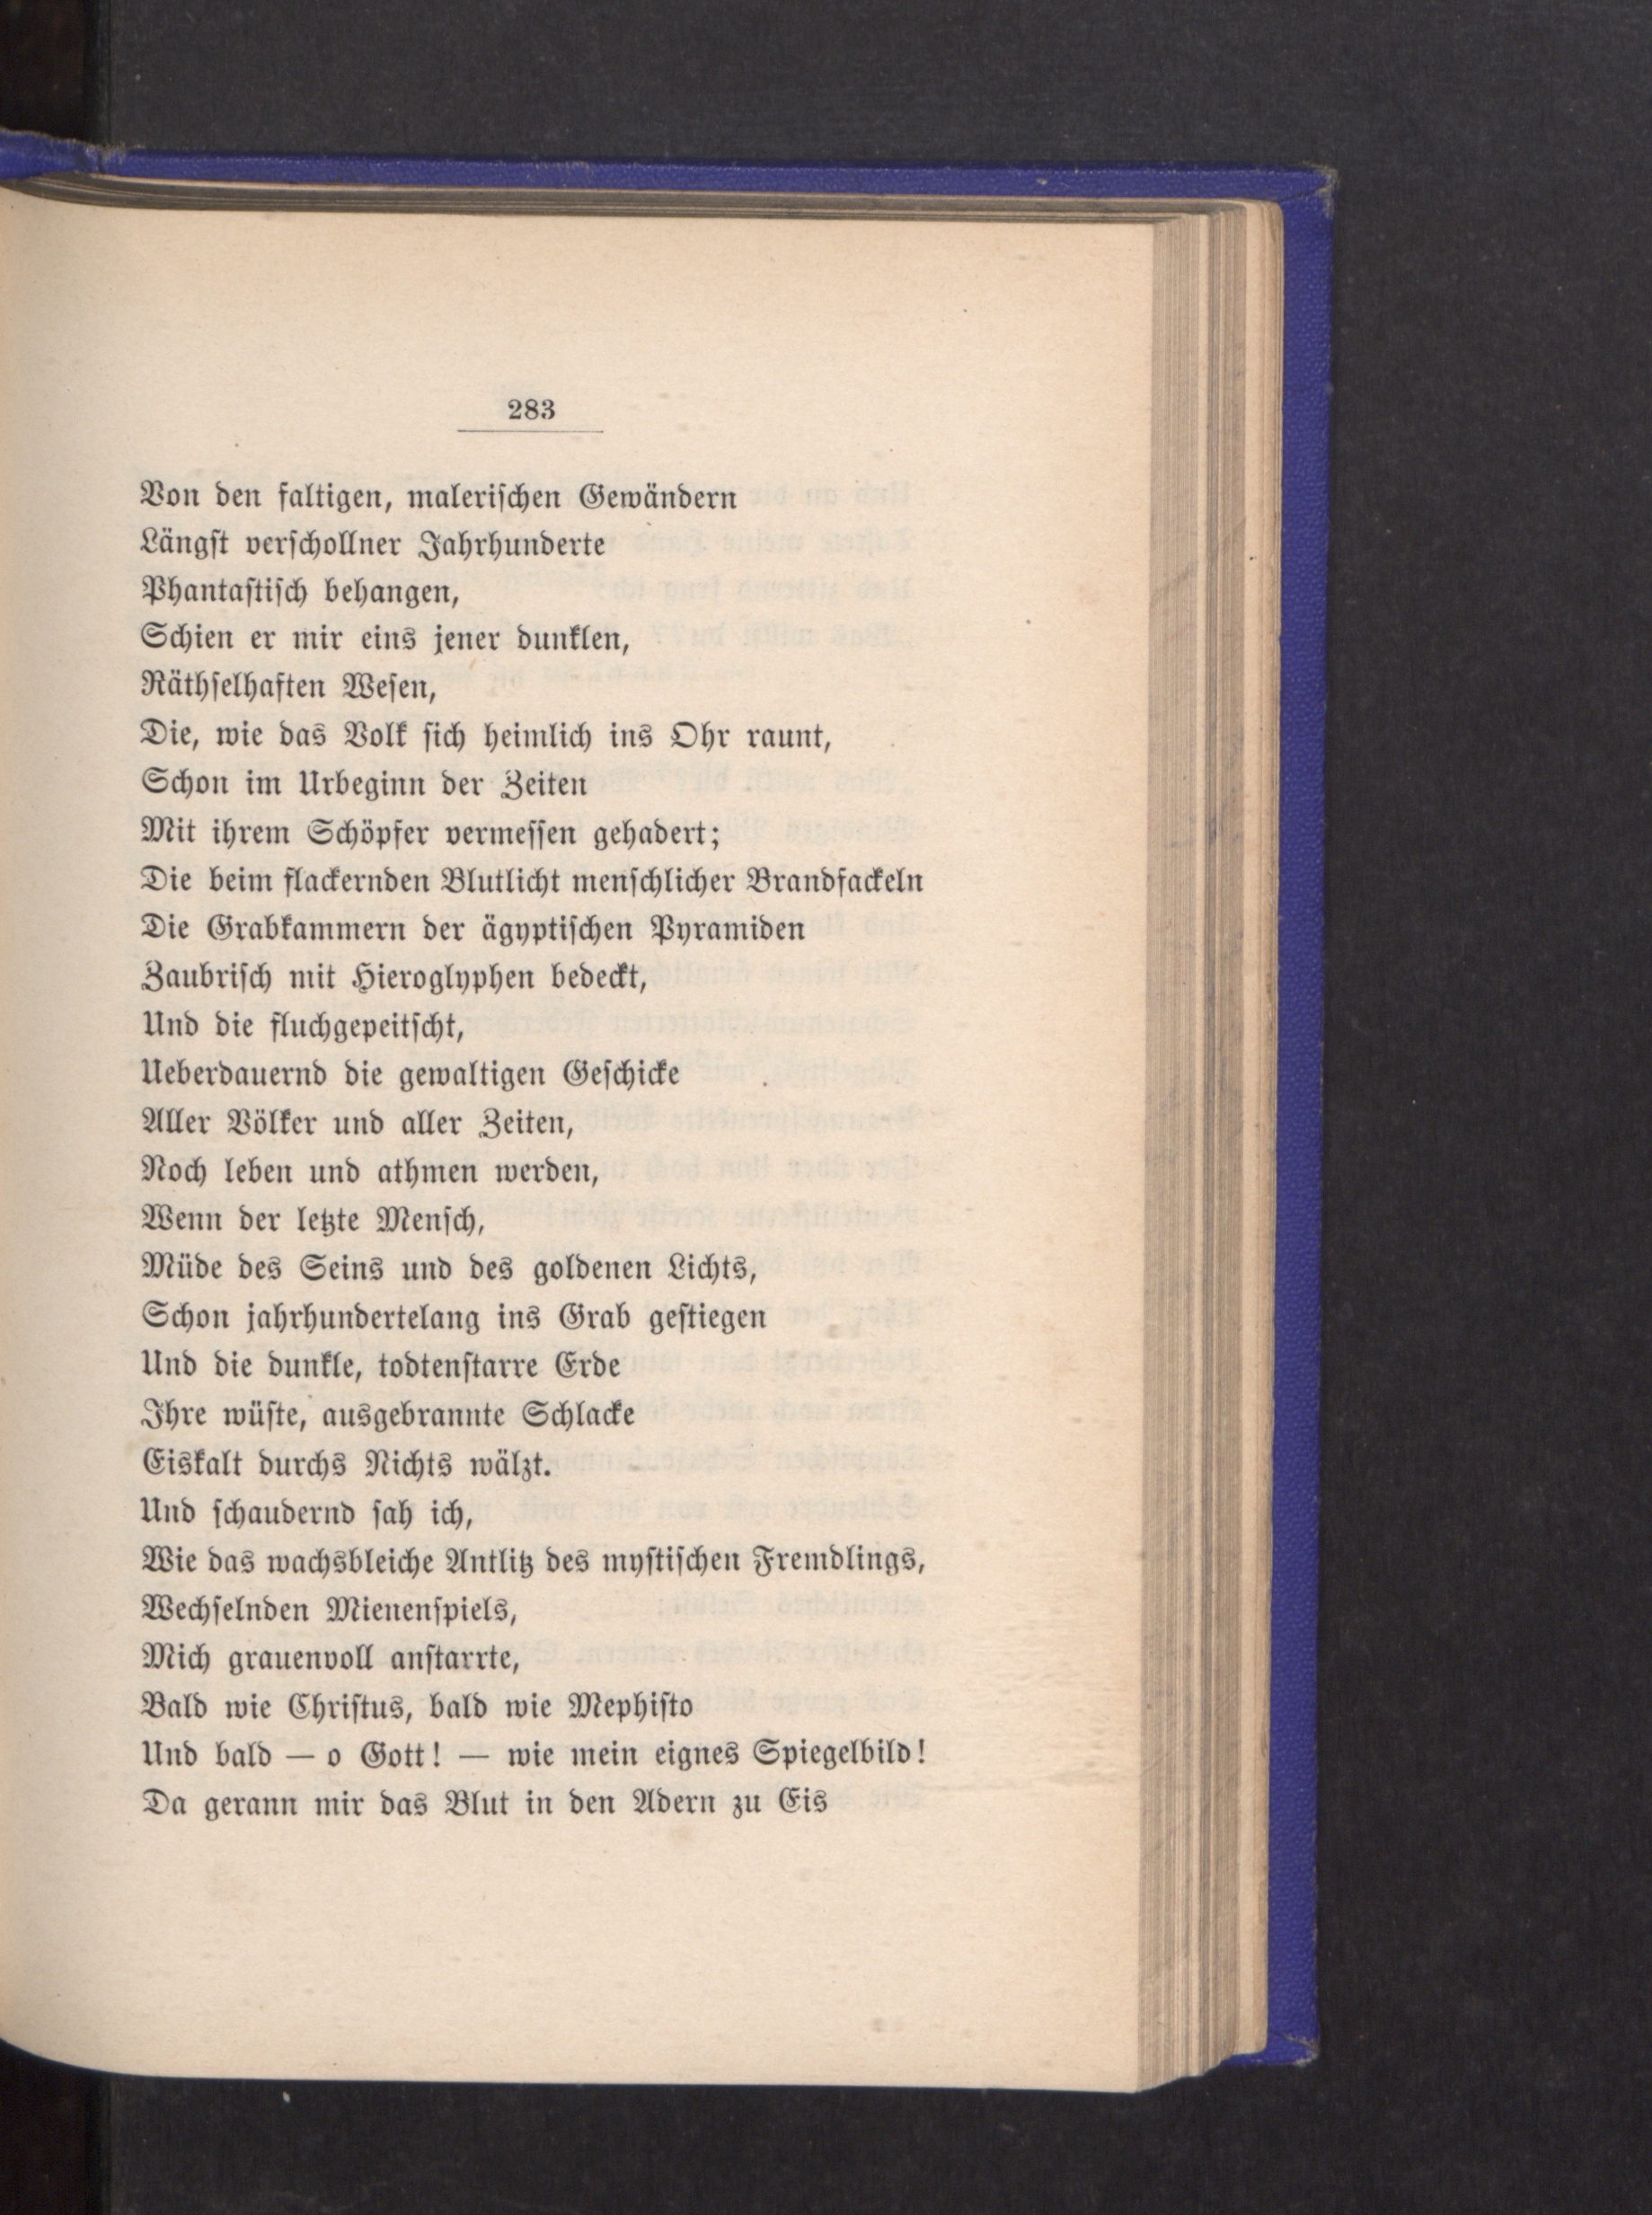 283
Von den faltigen, maleriſchen Gewändern
Längſt verſchollner Jahrhunderte
Phantaſtiſch behangen,
Schien er mir eins jener dunklen,
Räthſelhaften Weſen,
Die, wie das Volk ſich heimlich ins Ohr raunt,
Schon im Urbeginn der Zeiten
Mit ihrem Schöpfer vermeſſen gehadert;
Die beim flackernden Blutlicht menſchlicher Brandfackeln
Die Grabkammern der ägyptiſchen Pyramiden
Zaubriſch mit Hieroglyphen bedeckt,
Und die fluchgepeitſcht,
Ueberdauernd die gewaltigen Geſchicke
Aller Völker und aller Zeiten,
Noch leben und athmen werden,
Wenn der letzte Menſch,
Müde des Seins und des goldenen Lichts,
Schon jahrhundertelang ins Grab geſtiegen
Und die dunkle, todtenſtarre Erde
Ihre wüſte, ausgebrannte Schlacke
Eiskalt durchs Nichts wälzt.
Und ſchaudernd ſah ich,
Wie das wachsbleiche Antlitz des myſtiſchen Fremdlings,
Wechſelnden Mienenſpiels,
Mich grauenvoll anſtarrte,
Bald wie Chriſtus, bald wie Mephiſto
Und bald — o Gott! — wie mein eignes Spiegelbild!
Da gerann mir das Blut in den Adern zu Eis